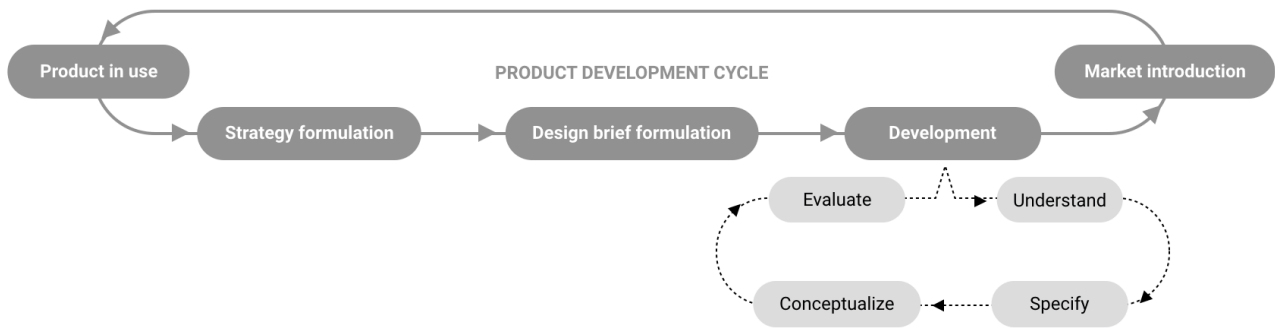 PRODUCT DEVELOPMENT CYCLE
Product in use
Market introduction
Strategy formulation
Design brief formulation
Development
Evaluate
Understand
Conceptualize
Specify